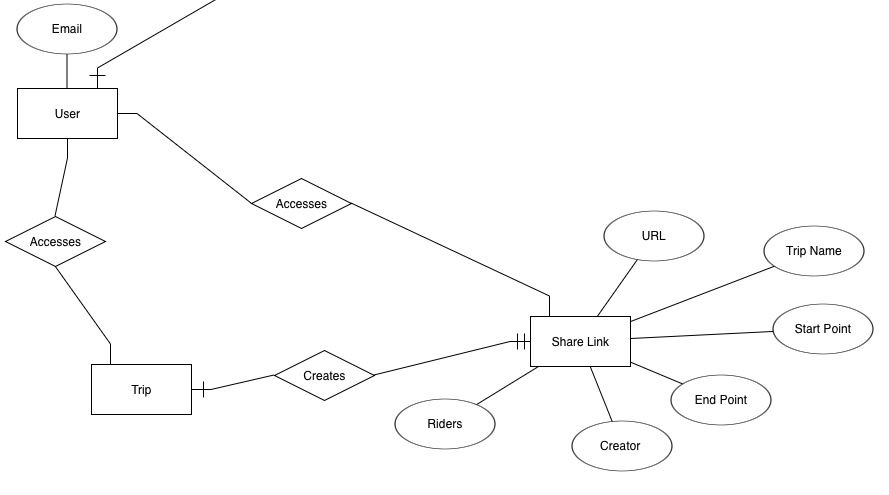 Email
User
Accesses
Accesses
URL
Trip Name
Start Point
Share Link
Creates
Trip
End Point
Riders
Creator